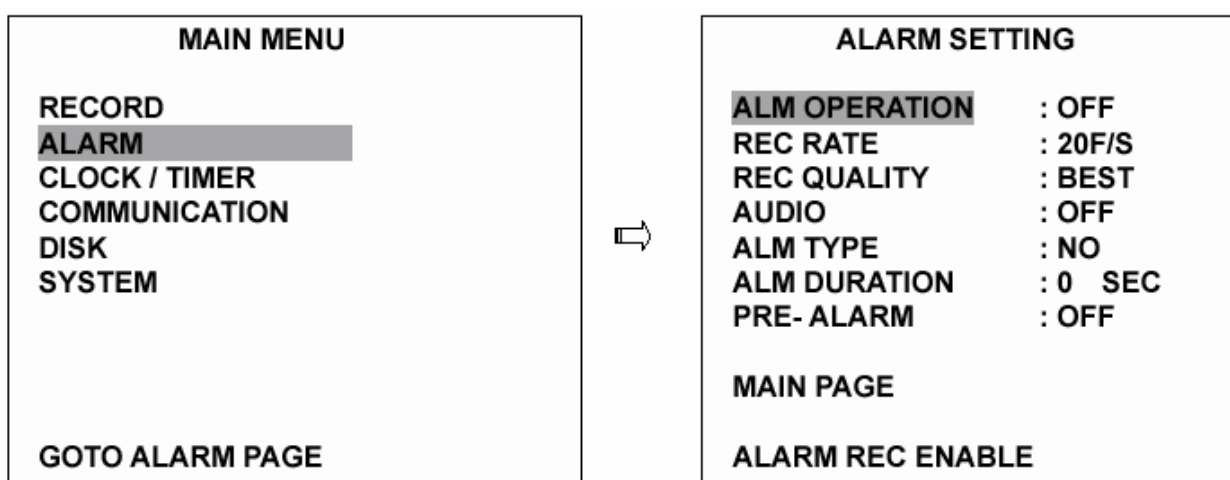 MAIN MENU
RECORD
ALARM
CLOCK / TIMER
COMMUNICATION
DISK
SYSTEM
GOTO ALARM PAGE
ALARM SETTING
ALM OPERATION : OFF
REC RATE : 20F/S
REC QUALITY : BEST
AUDIO : OFF
ALM TYPE : NO
ALM DURATION : 0 SEC
PRE- ALARM : OFF
MAIN PAGE
ALARM REC ENABLE